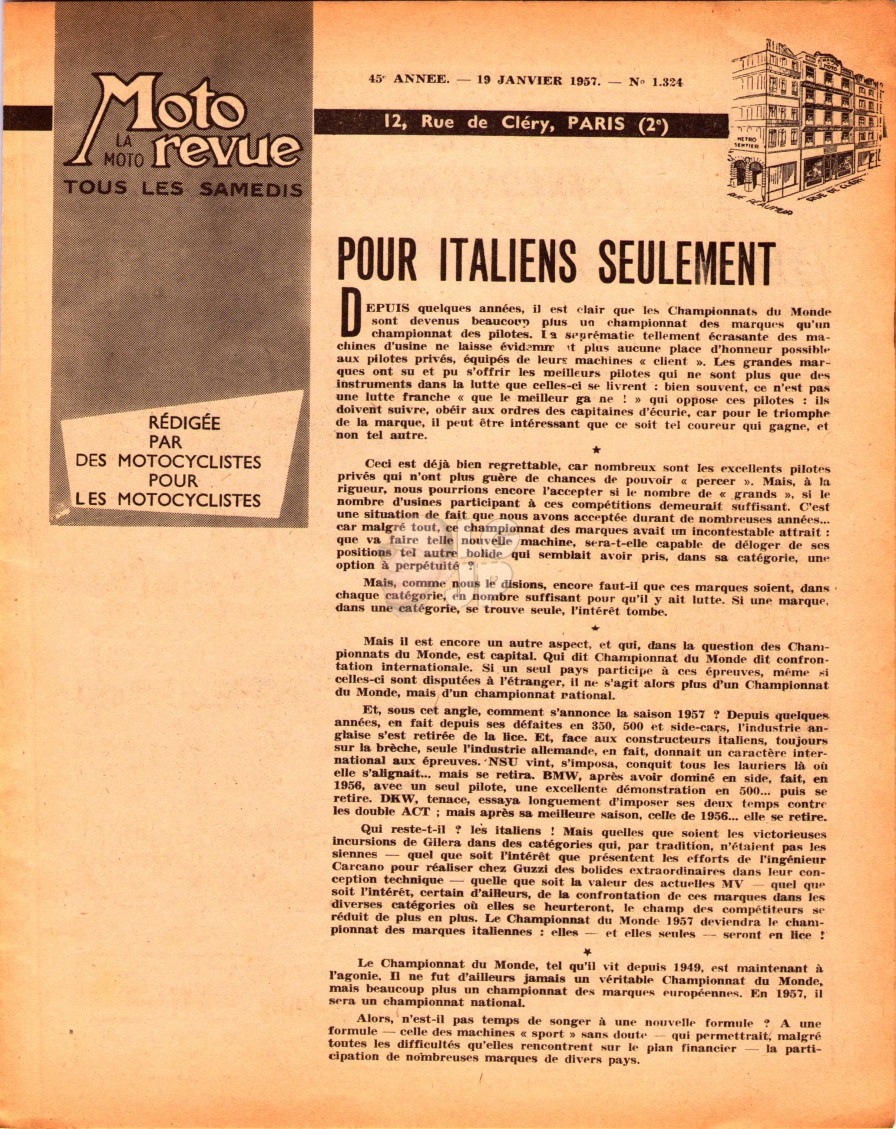 45e ANNEE. — 19 JANVIER 1957. — No 1.324
Moto
LA
MOTO
revue
TOUS LES SAMEDIS
12, Rue de Cléry, PARIS (2e)
METRO
SENTIER
RUE DE CLÉRY
RÉDIGÉE
PAR
DES MOTOCYCLISTES
POUR
LES MOTOCYCLISTES
POUR ITALIENS SEULEMENT
DEPUIS quelques années, il est clair que les Championnats du Monde
sont devenus beaucoup plus un championnat des marques qu'un
championnat des pilotes. La suprématie tellement écrasante des ma-
chines d'usine ne laisse évidemm t plus aucune place d'honneur possible
aux pilotes privés, équipés de leurs machines « client ». Les grandes mar-
ques ont su et pu s'offrir les meilleurs pilotes qui ne sont plus que des
instruments dans la lutte que celles-ci se livrent : bien souvent, ce n'est pas
une lutte franche « que le meilleur ga ne ! » qui oppose ces pilotes : ils
doivent suivre, obéir aux ordres des capitaines d'écurie, car pour le triomphe
de la marque, il peut être intéressant que ce soit tel coureur qui gagne, et
non tel autre.
★
Ceci est déjà bien regrettable, car nombreux sont les excellents pilotes
privés qui n'ont plus guère de chances de pouvoir « percer ». Mais, à la
rigueur, nous pourrions encore l'accepter si le nombre de « grands », si le
nombre d'usines participant à ces compétitions demeurait suffisant. C'est
une situation de fait que nous avons acceptée durant de nombreuses années...
car malgré tout, ce championnat des marques avait un incontestable attrait :
que va faire telle nouvelle machine, sera-t-elle capable de déloger de ses
positions tel autre bolide qui semblait avoir pris, dans sa catégorie, une
option à perpétuité ?
Mais, comme nous le disions, encore faut-il que ces marques soient, dans
chaque catégorie, en nombre suffisant pour qu'il y ait lutte. Si une marque,
dans une catégorie, se trouve seule, l'intérêt tombe.
★
Mais il est encore un autre aspect, et qui, dans la question des Cham-
pionnats du Monde, est capital. Qui dit Championnat du Monde dit confron-
tation internationale. Si un seul pays participe à ces épreuves, même si
celles-ci sont disputées à l'étranger, il ne s'agit alors plus d'un Championnat
du Monde, mais d'un championnat national.
Et, sous cet angle, comment s'annonce la saison 1957 ? Depuis quelques
années, en fait depuis ses défaites en 350, 500 et side-cars, l'industrie an-
glaise s'est retirée de la lice. Et, face aux constructeurs italiens, toujours
sur la brèche, seule l'industrie allemande, en fait, donnait un caractère inter-
national aux épreuves. NSU vint, s'imposa, conquit tous les lauriers là où
elle s'alignait... mais se retira. BMW, après avoir dominé en side, fait, en
1956, avec un seul pilote, une excellente démonstration en 500... puis se
retire. DKW, tenace, essaya longuement d'imposer ses deux temps contre
les double ACT ; mais après sa meilleure saison, celle de 1956... elle se retire.
Qui reste-t-il ? les italiens ! Mais quelles que soient les victorieuses
incursions de Gilera dans des catégories qui, par tradition, n'étaient pas les
siennes — quel que soit l'intérêt que présentent les efforts de l'ingénieur
Carcano pour réaliser chez Guzzi des bolides extraordinaires dans leur con-
ception technique — quelle que soit la valeur des actuelles MV — quel que
soit l'intérêt, certain d'ailleurs, de la confrontation de ces marques dans les
diverses catégories où elles se heurteront, le champ des compétiteurs se
réduit de plus en plus. Le Championnat du Monde 1957 deviendra le cham-
pionnat des marques italiennes : elles — et elles seules — seront en lice !
★
Le Championnat du Monde, tel qu'il vit depuis 1949, est maintenant à
l'agonie. Il ne fut d'ailleurs jamais un véritable Championnat du Monde,
mais beaucoup plus un championnat des marques européennes. En 1957, il
sera un championnat national.
Alors, n'est-il pas temps de songer à une nouvelle formule ? A une
formule — celle des machines « sport » sans doute — qui permettrait, malgré
toutes les difficultés qu'elles rencontrent sur le plan financier — la parti-
cipation de nombreuses marques de divers pays.